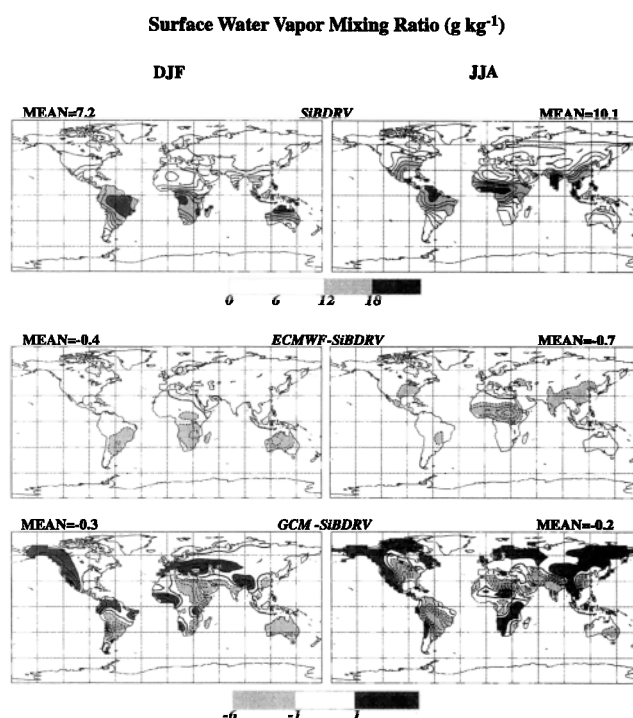 Surface Water Vapor Mixing Ratio (g kg⁻¹)
DJF JJA
MEAN=7.2 SiBDRV MEAN=10.1
0 6 12 18
MEAN=-0.4 ECMWF-SiBDRV MEAN=-0.7
MEAN=-0.3 GCM -SiBDRV MEAN=-0.2
-6 -1 1